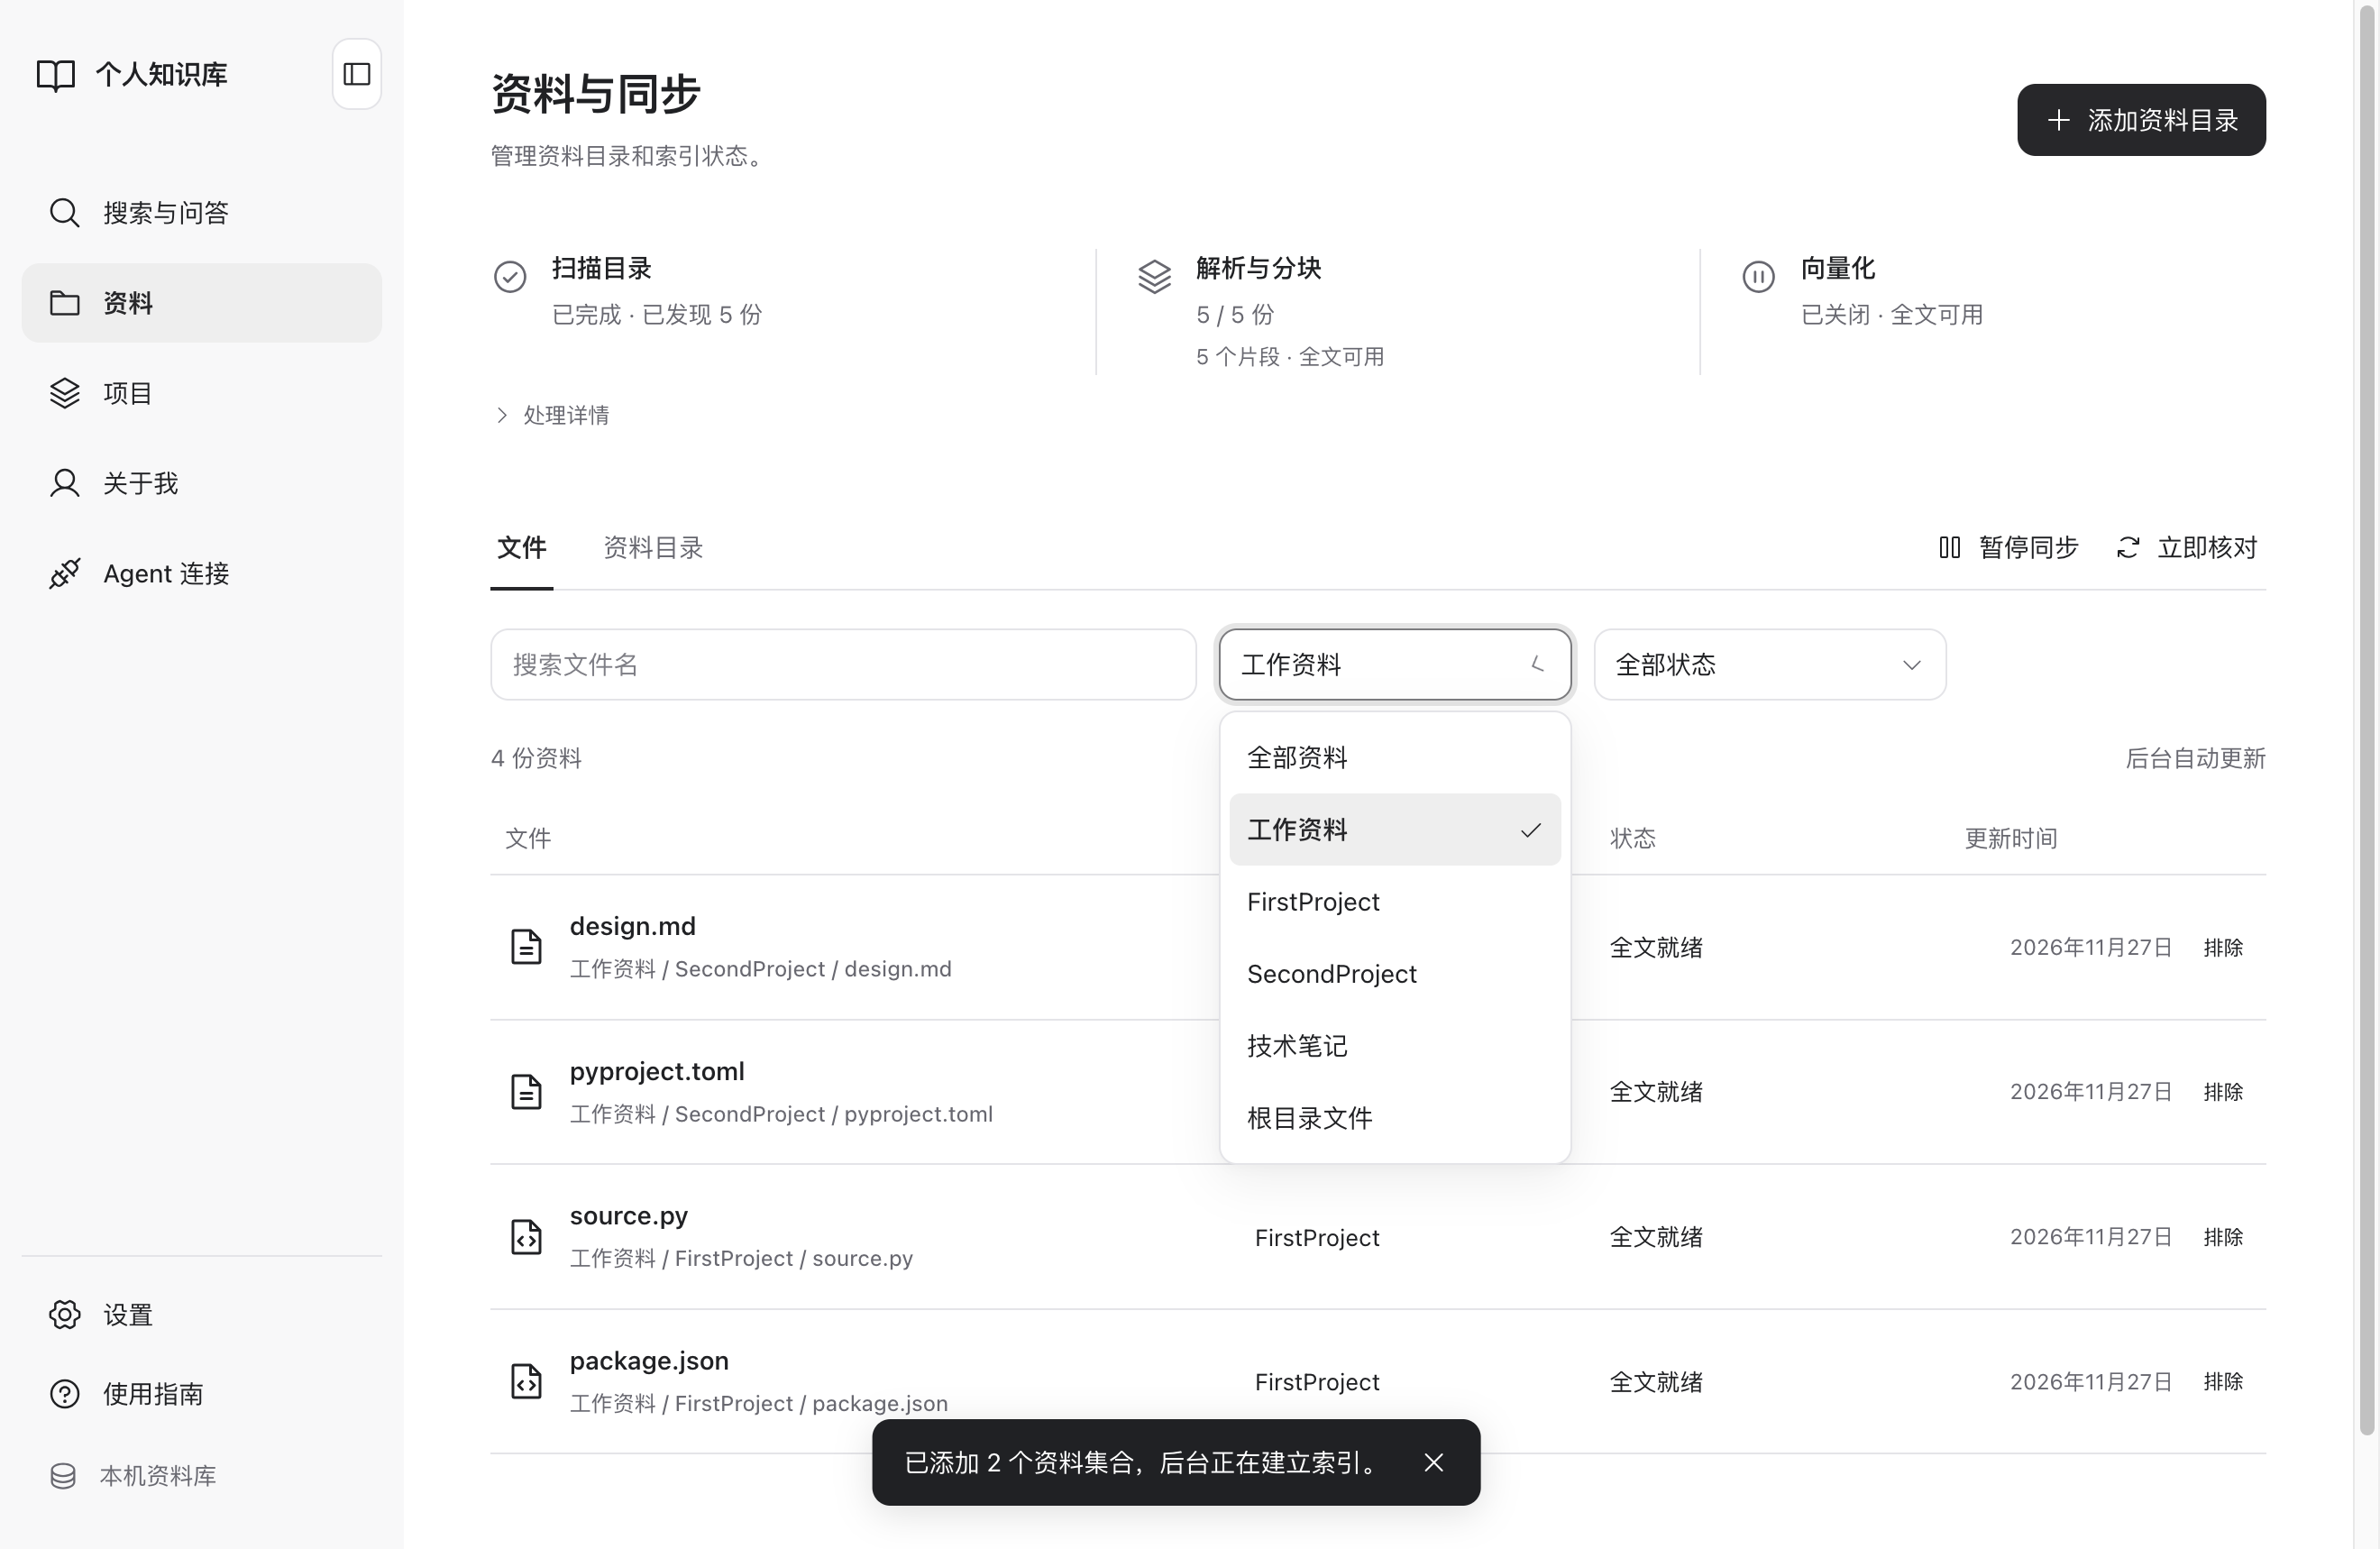 个人知识库
搜索与问答
资料
项目
关于我
Agent 连接
设置
使用指南
本机资料库
资料与同步
管理资料目录和索引状态。
添加资料目录
扫描目录
已完成 · 已发现 5 份
解析与分块
5 / 5 份
5 个片段 · 全文可用
向量化
已关闭 · 全文可用
处理详情
文件
资料目录
暂停同步
立即核对
搜索文件名
工作资料
全部状态
全部资料
工作资料
FirstProject
SecondProject
技术笔记
根目录文件
4 份资料
后台自动更新
文件
状态
更新时间
design.md
工作资料 / SecondProject / design.md
全文就绪
2026年11月27日
排除
pyproject.toml
工作资料 / SecondProject / pyproject.toml
全文就绪
2026年11月27日
排除
source.py
工作资料 / FirstProject / source.py
FirstProject
全文就绪
2026年11月27日
排除
package.json
工作资料 / FirstProject / package.json
FirstProject
全文就绪
2026年11月27日
排除
已添加 2 个资料集合，后台正在建立索引。